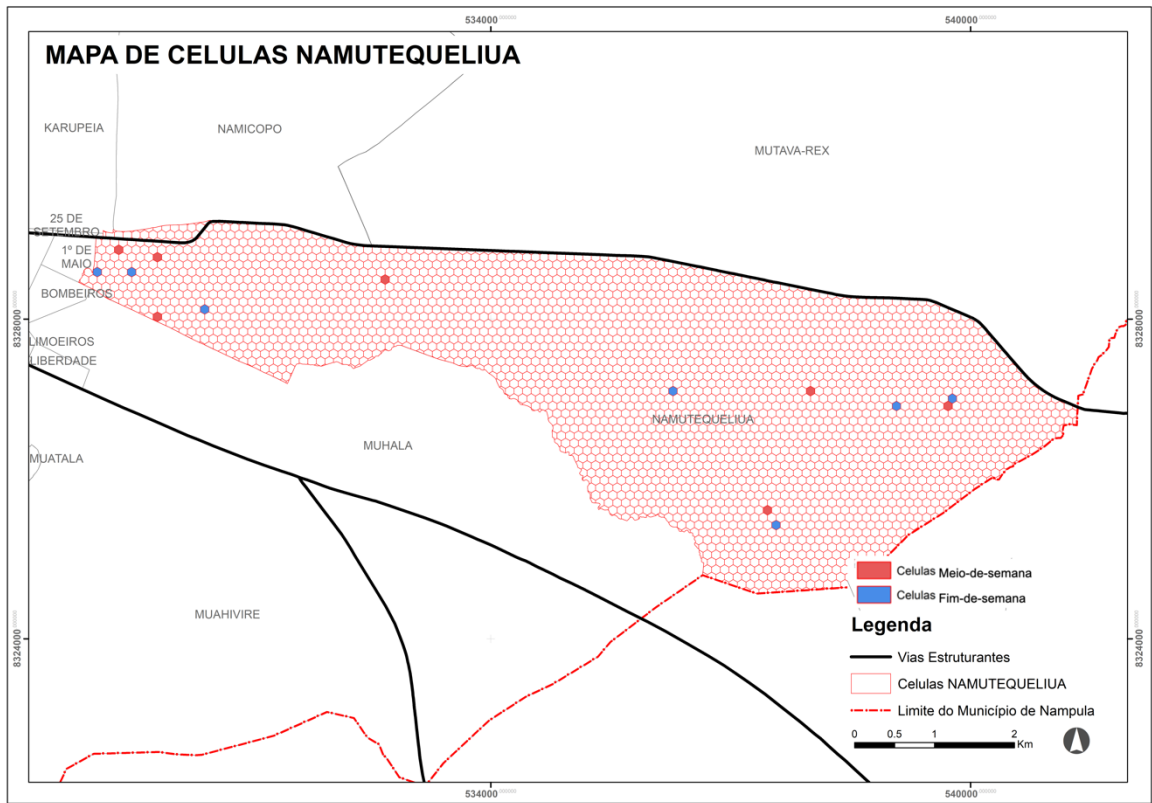 534000
540000
MAPA DE CELULAS NAMUTEQUELIUA
KARUPEIA
NAMICOPO
MUTAVA-REX
25 DE
SETEMBRO
1º DE
MAIO
BOMBEIROS
8328000
8328000
LIMOEIROS
LIBERDADE
NAMUTEQUELIUA
MUHALA
MUATALA
Celulas Meio-de-semana
Celulas Fim-de-semana
MUAHIVIRE
Legenda
8324000
8324000
Vias Estruturantes
Celulas NAMUTEQUELIUA
Limite do Município de Nampula
0 0.5 1 2
Km
534000
540000